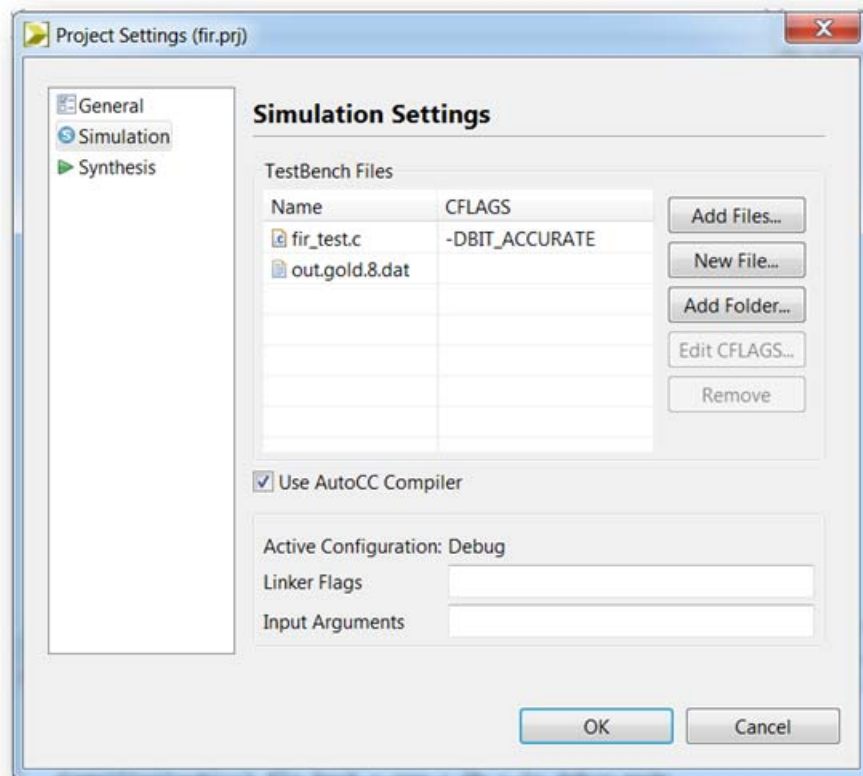 Project Settings (fir.prj)
General
Simulation
Synthesis
Simulation Settings
TestBench Files
Name CFLAGS
fir_test.c -DBIT_ACCURATE
out.gold.8.dat
Add Files...
New File...
Add Folder...
Edit CFLAGS...
Remove
Use AutoCC Compiler
Active Configuration: Debug
Linker Flags
Input Arguments
OK Cancel